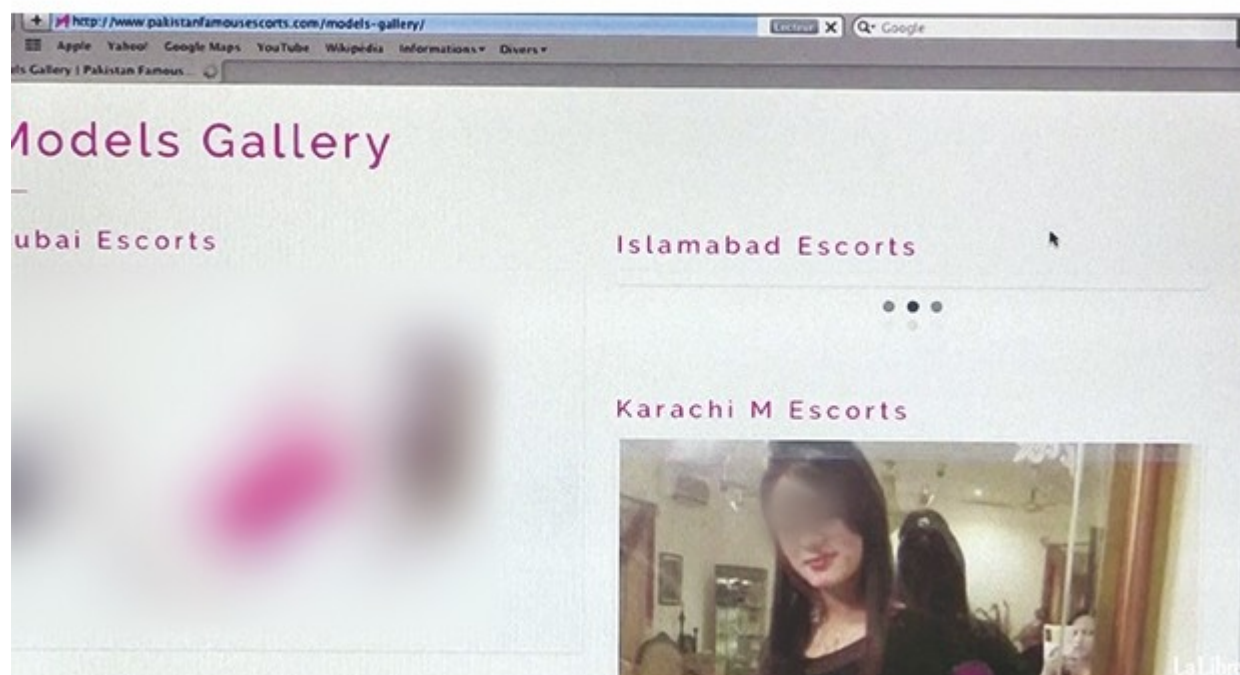 http://www.pakistanfamousescorts.com/models-gallery/
Lecteur
Google
Apple Yahoo! Google Maps YouTube Wikipédia Informations Divers
els Gallery | Pakistan Famous...
Models Gallery
ubai Escorts
Islamabad Escorts
Karachi M Escorts
LaLibre